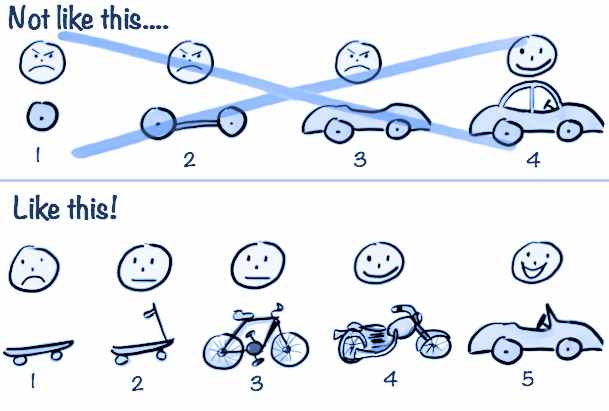 Not like this....
1 2 3 4
Like this!
1 2 3 4 5